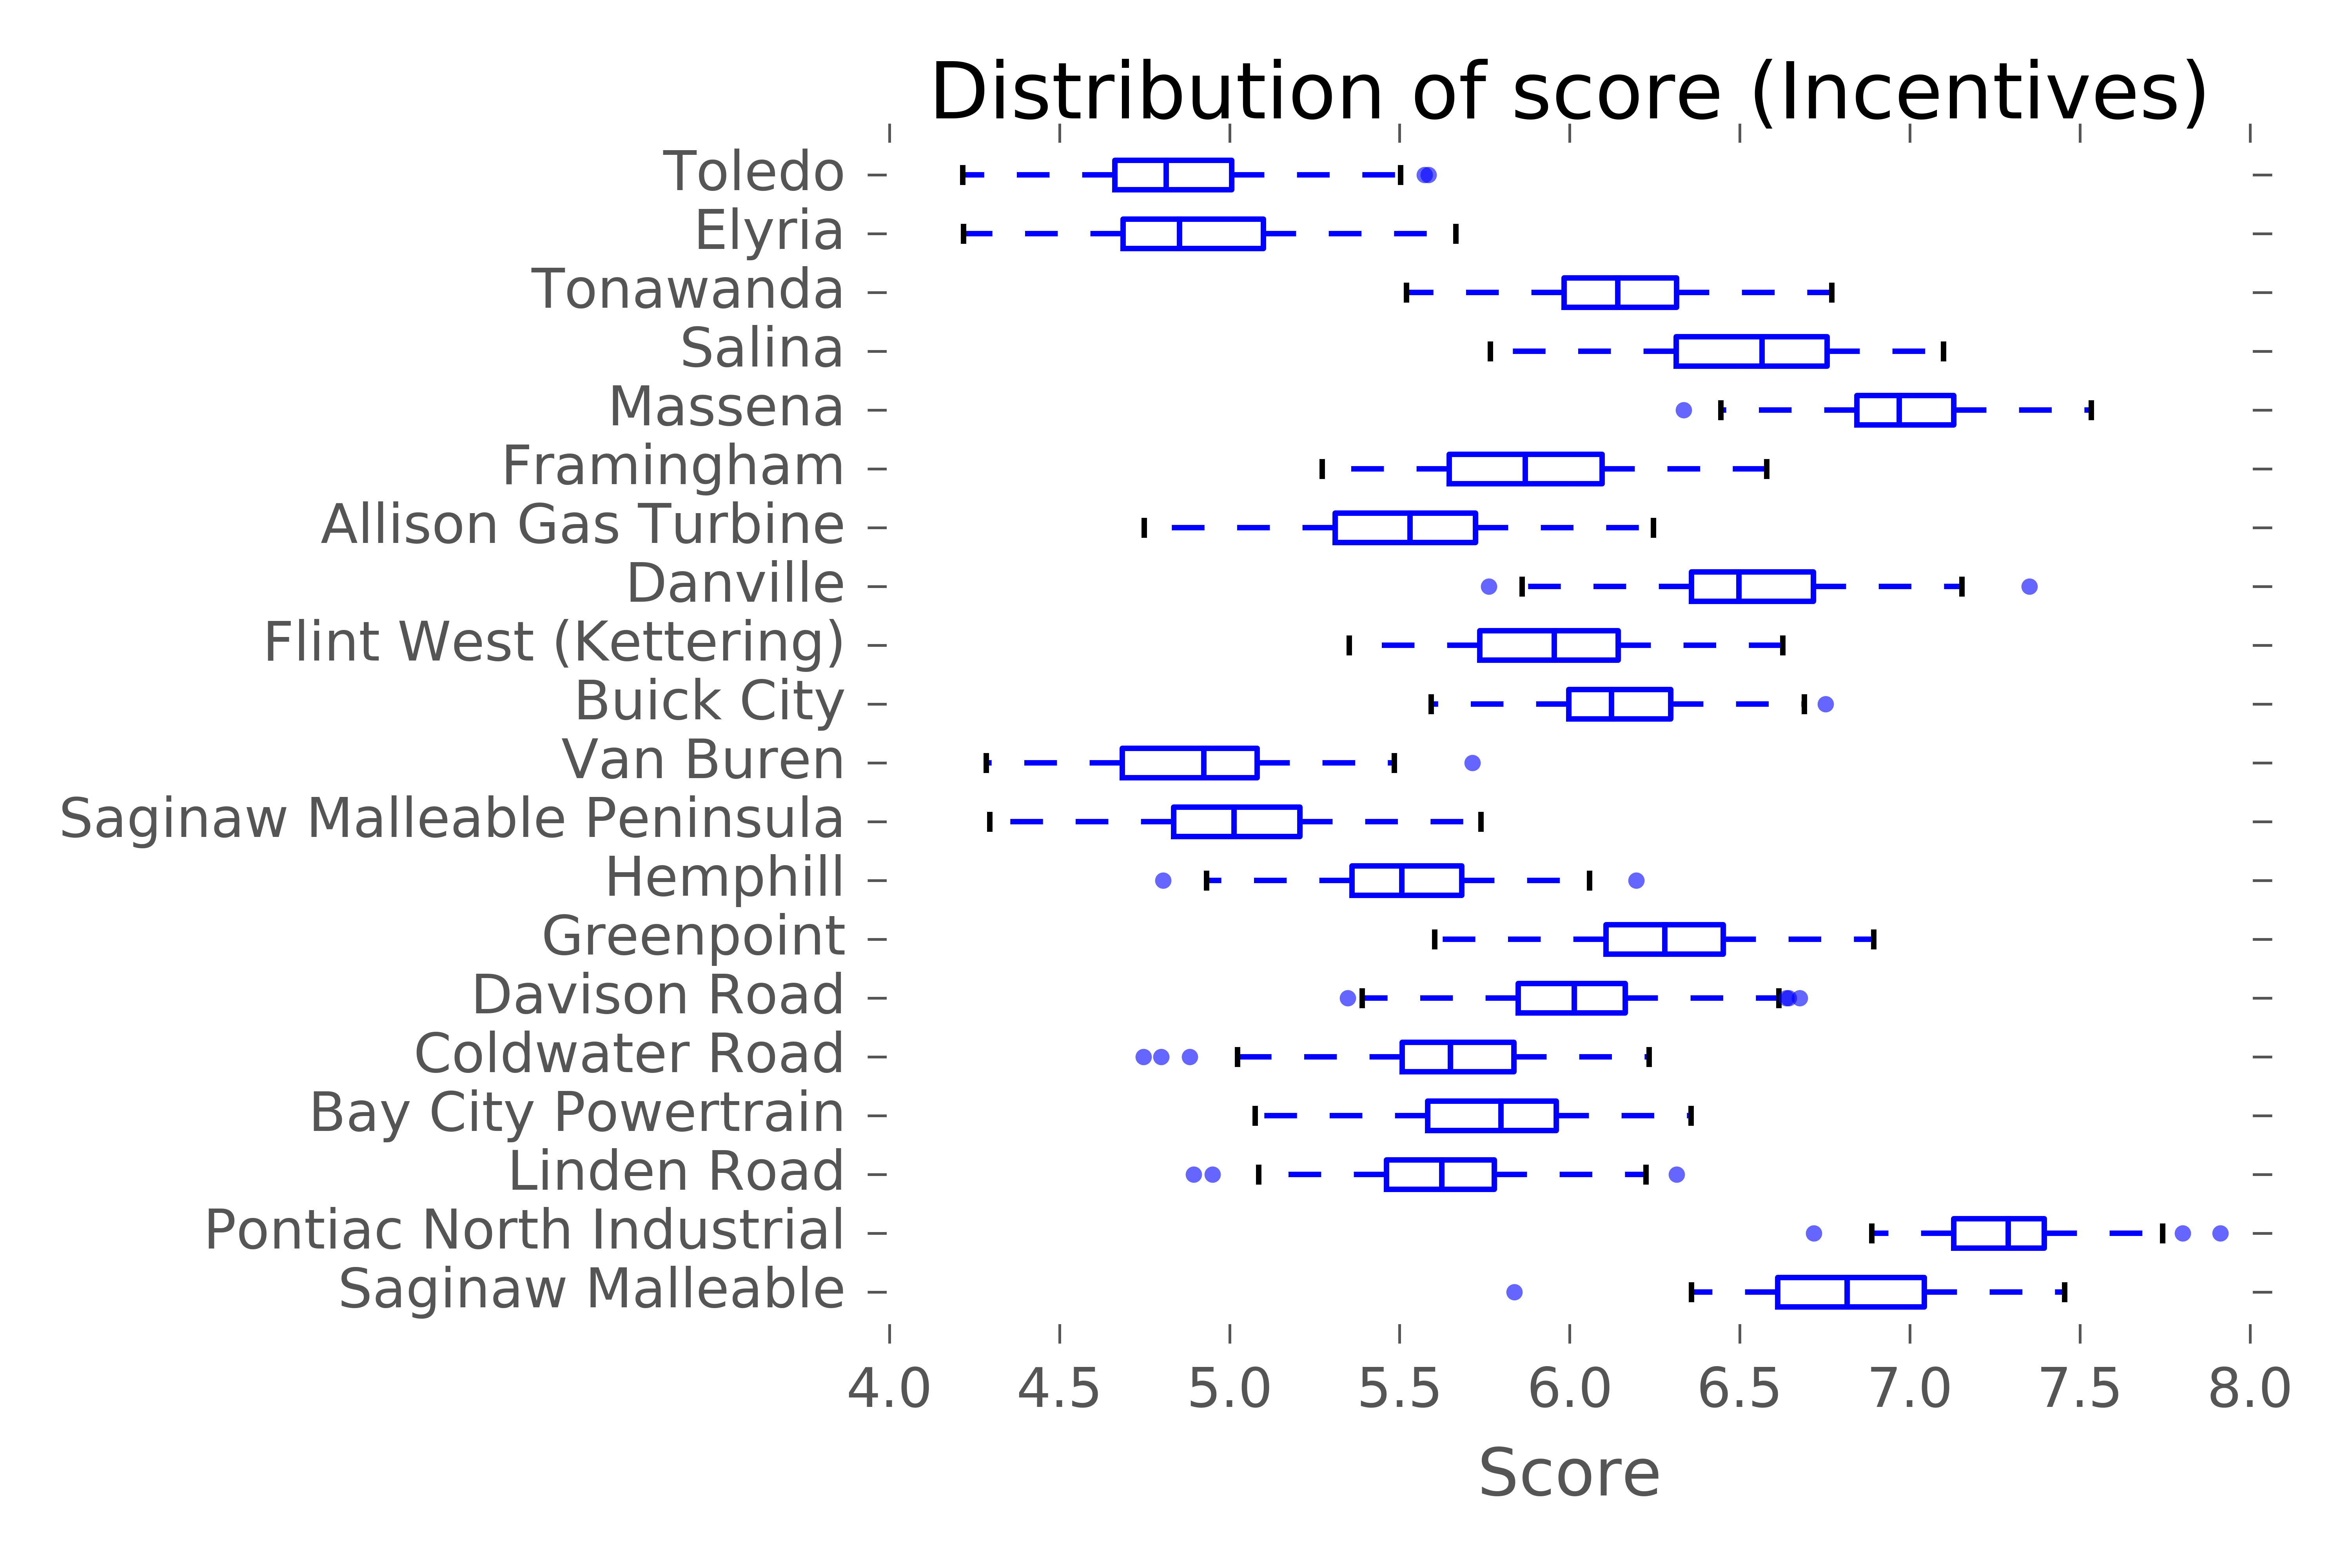 Distribution of score (Incentives)
Toledo
Elyria
Tonawanda
Salina
Massena
Framingham
Allison Gas Turbine
Danville
Flint West (Kettering)
Buick City
Van Buren
Saginaw Malleable Peninsula
Hemphill
Greenpoint
Davison Road
Coldwater Road
Bay City Powertrain
Linden Road
Pontiac North Industrial
Saginaw Malleable
4.0 4.5 5.0 5.5 6.0 6.5 7.0 7.5 8.0
Score